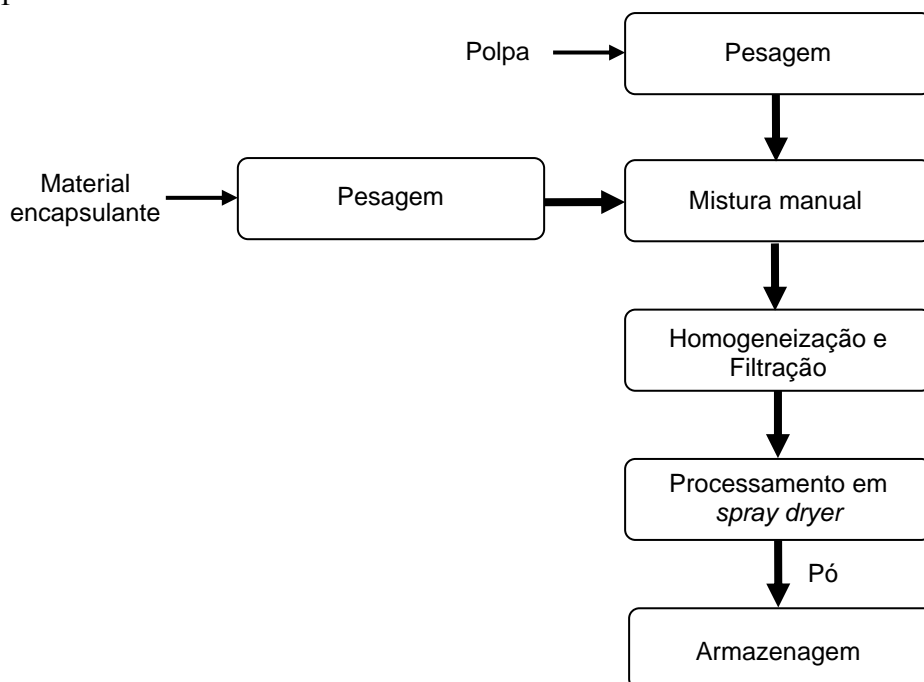 Polpa
Pesagem
Material
encapsulante
Pesagem
Mistura manual
Homogeneização e
Filtração
Processamento em
spray dryer
Pó
Armazenagem